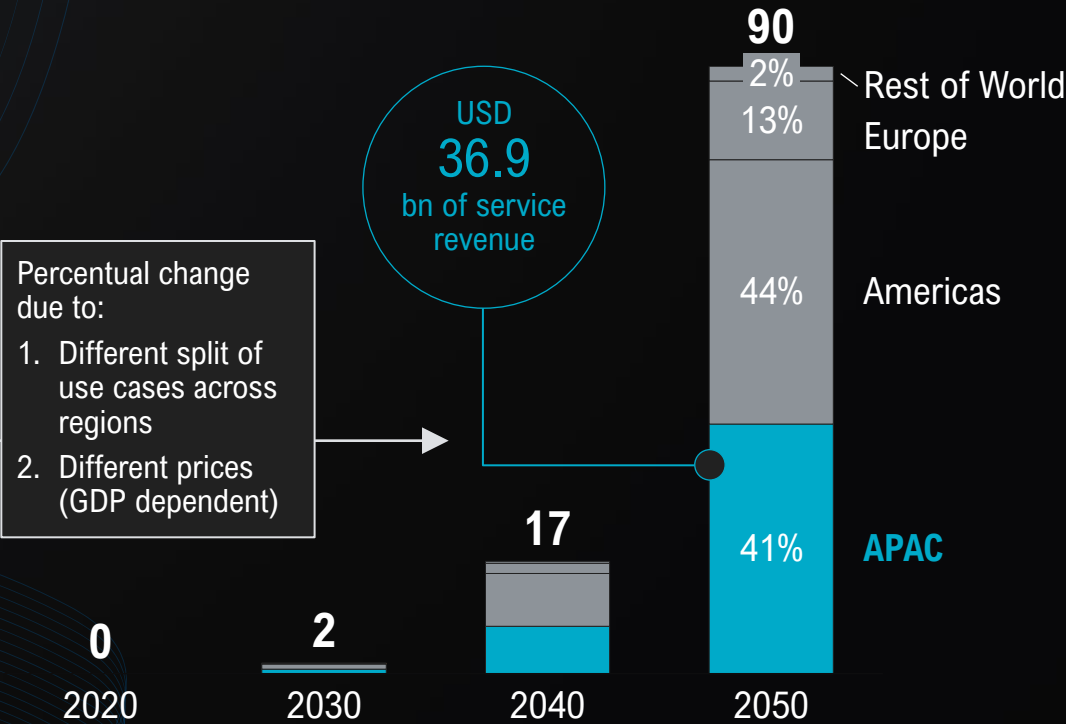 90
2%
Rest of World
13%
Europe
USD
36.9
bn of service
revenue
Percentual change
due to:
1. Different split of
use cases across
regions
2. Different prices
(GDP dependent)
44%
Americas
17
41%
APAC
0
2
2020
2030
2040
2050